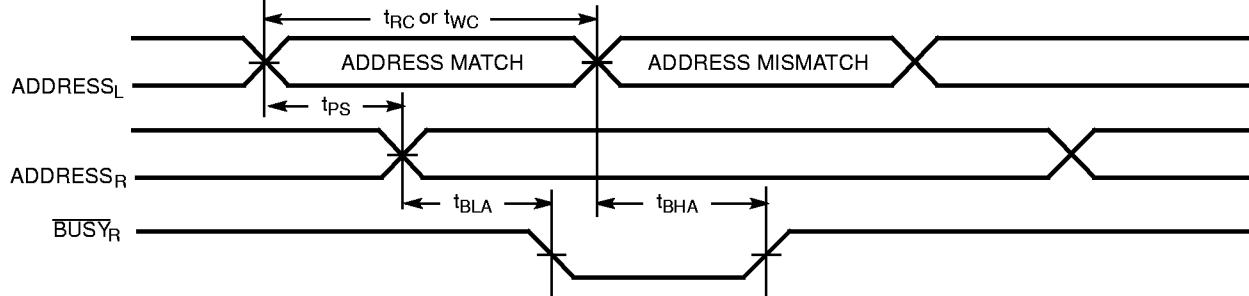 tRC or tWC
ADDRESS MATCH ADDRESS MISMATCH
ADDRESSL
tPS
ADDRESSR
tBLA tBHA
BUSYR